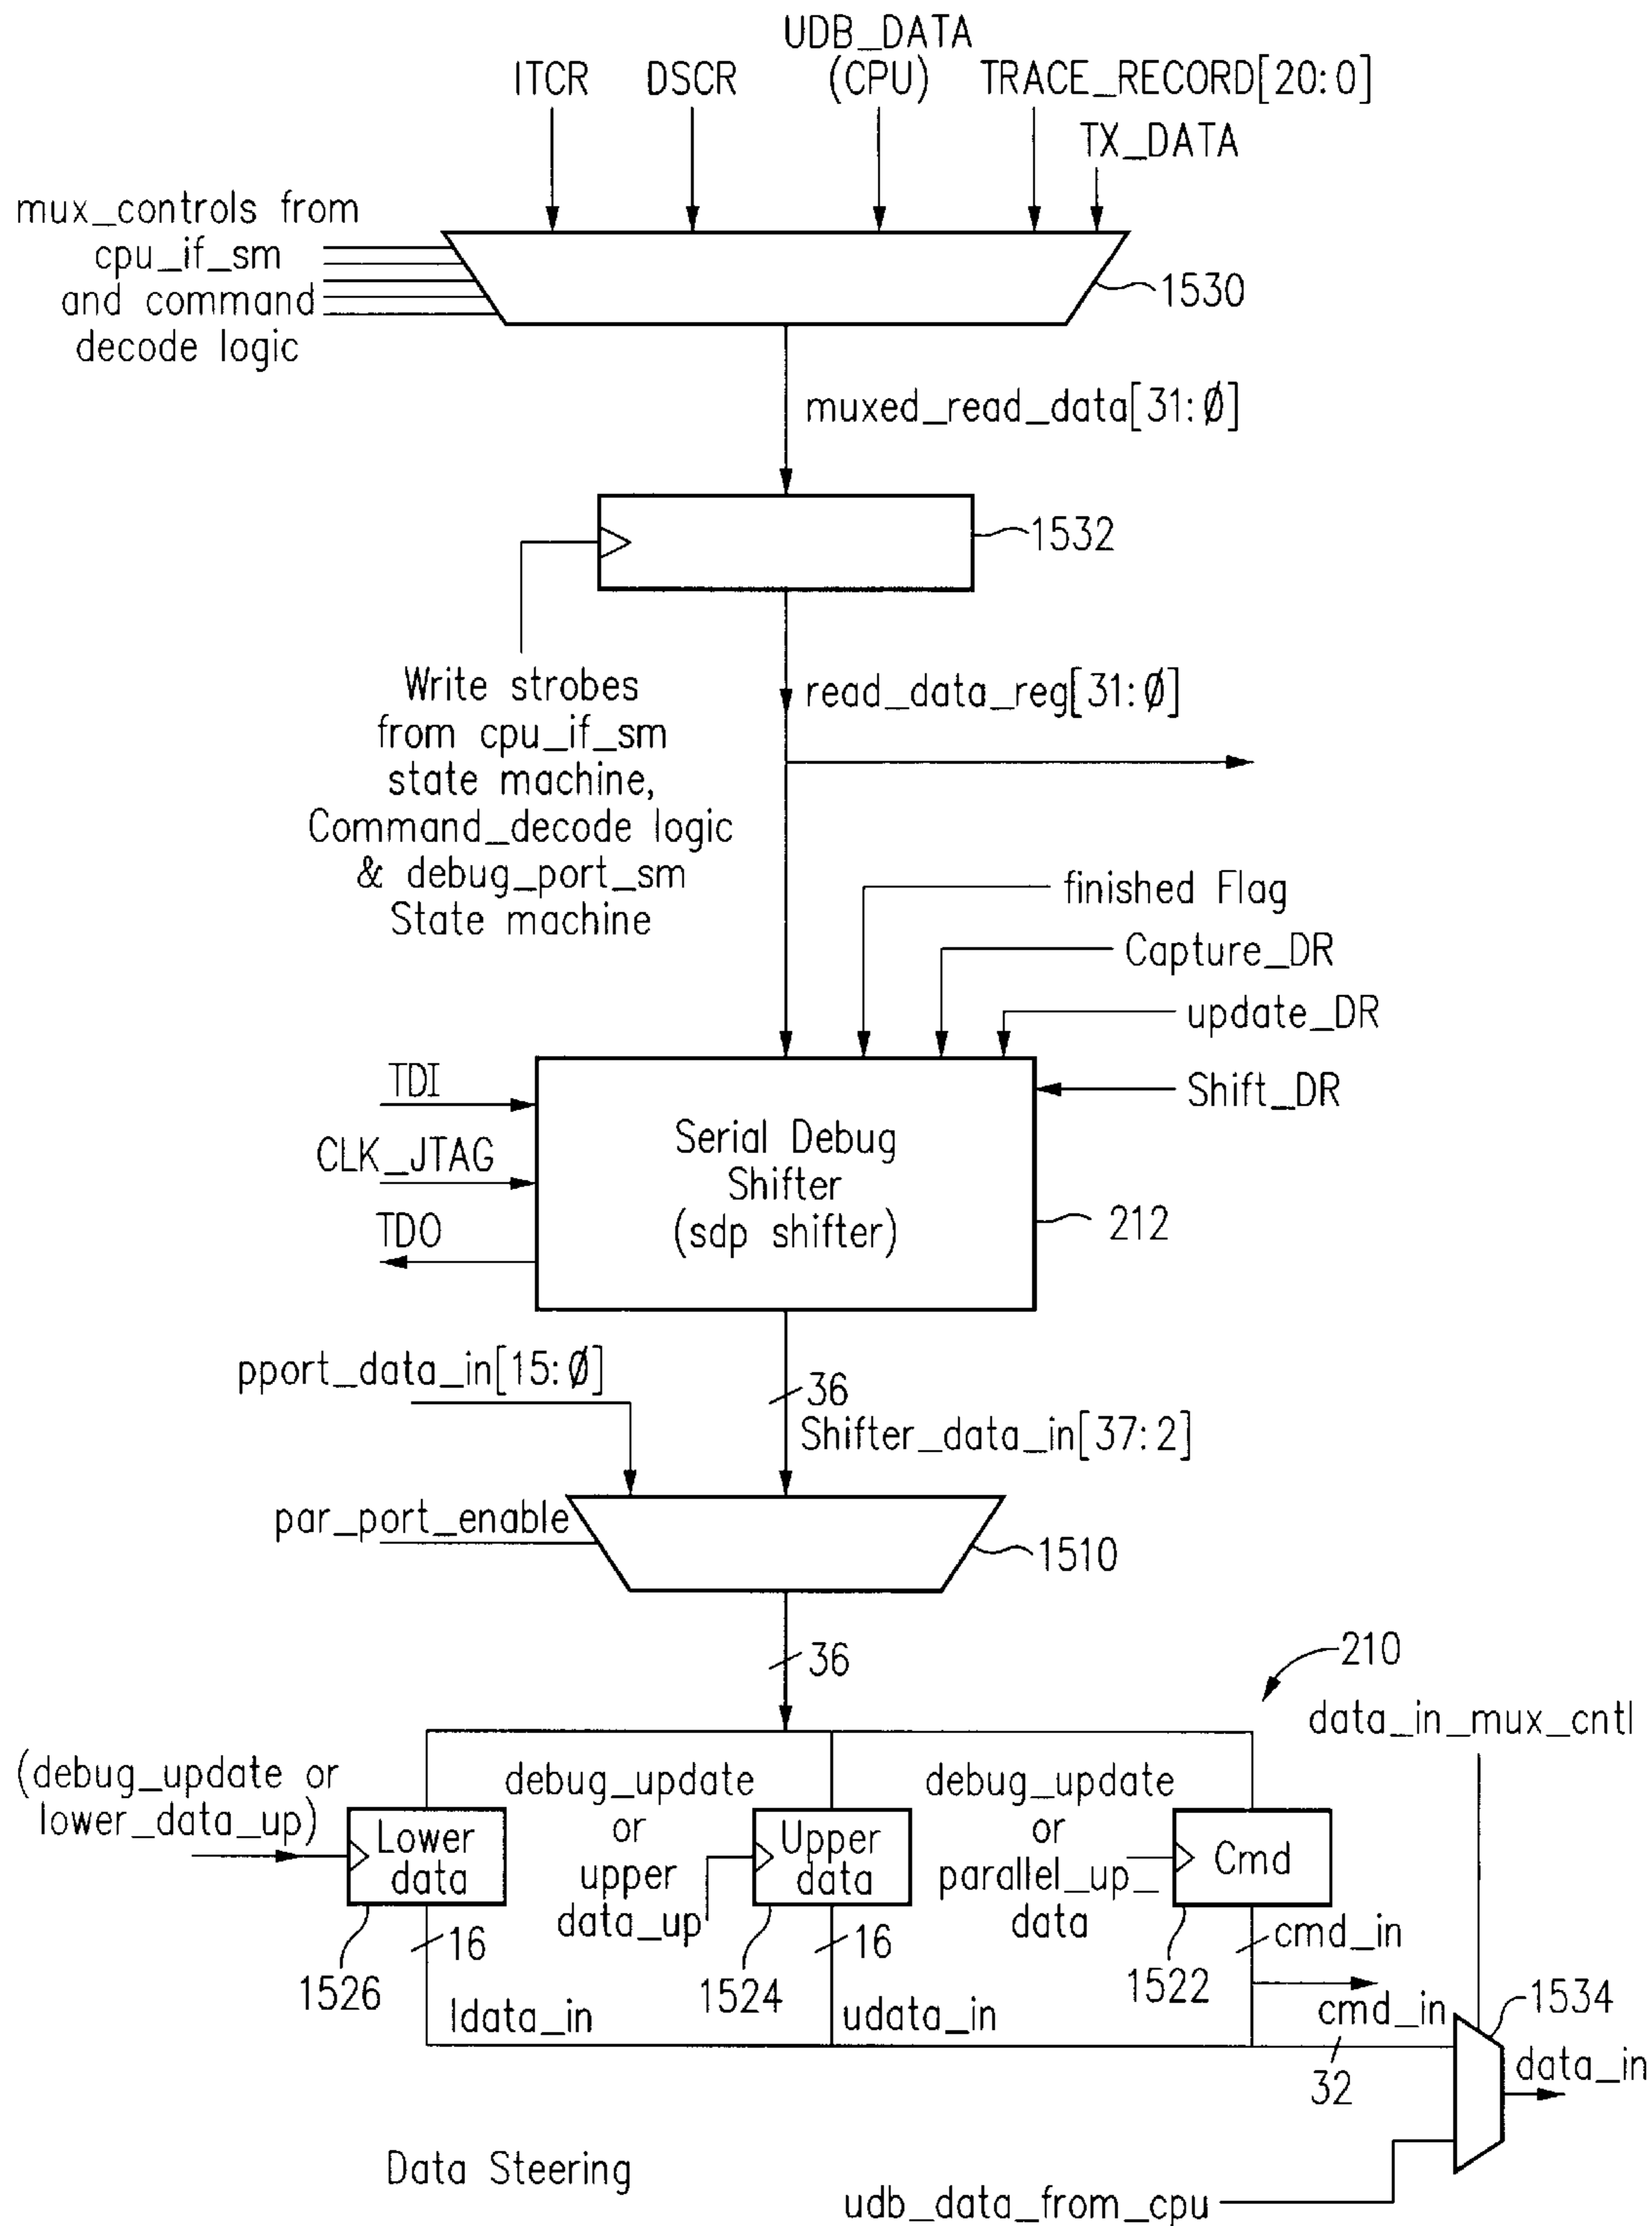 UDB_DATA
ITCR DSCR (CPU) TRACE_RECORD[20:0]
TX_DATA
mux_controls from
cpu_if_sm
and command
decode logic
1530
muxed_read_data[31:Ø]
1532
Write strobes
from cpu_if_sm
state machine,
Command_decode logic
& debug_port_sm
State machine
read_data_reg[31:Ø]
finished Flag
Capture_DR
update_DR
Shift_DR
TDI
CLK_JTAG
TDO
Serial Debug
Shifter
(sdp shifter)
212
pport_data_in[15:Ø]
36
Shifter_data_in[37:2]
par_port_enable
1510
36
210
data_in_mux_cntl
(debug_update or
lower_data_up)
Lower
data
debug_update
or
upper
data_up
Upper
data
debug_update
or
parallel_up_
data
Cmd
1526
16
1524
16
1522
cmd_in
ldata_in
udata_in
cmd_in
32
1534
data_in
Data Steering
udb_data_from_cpu